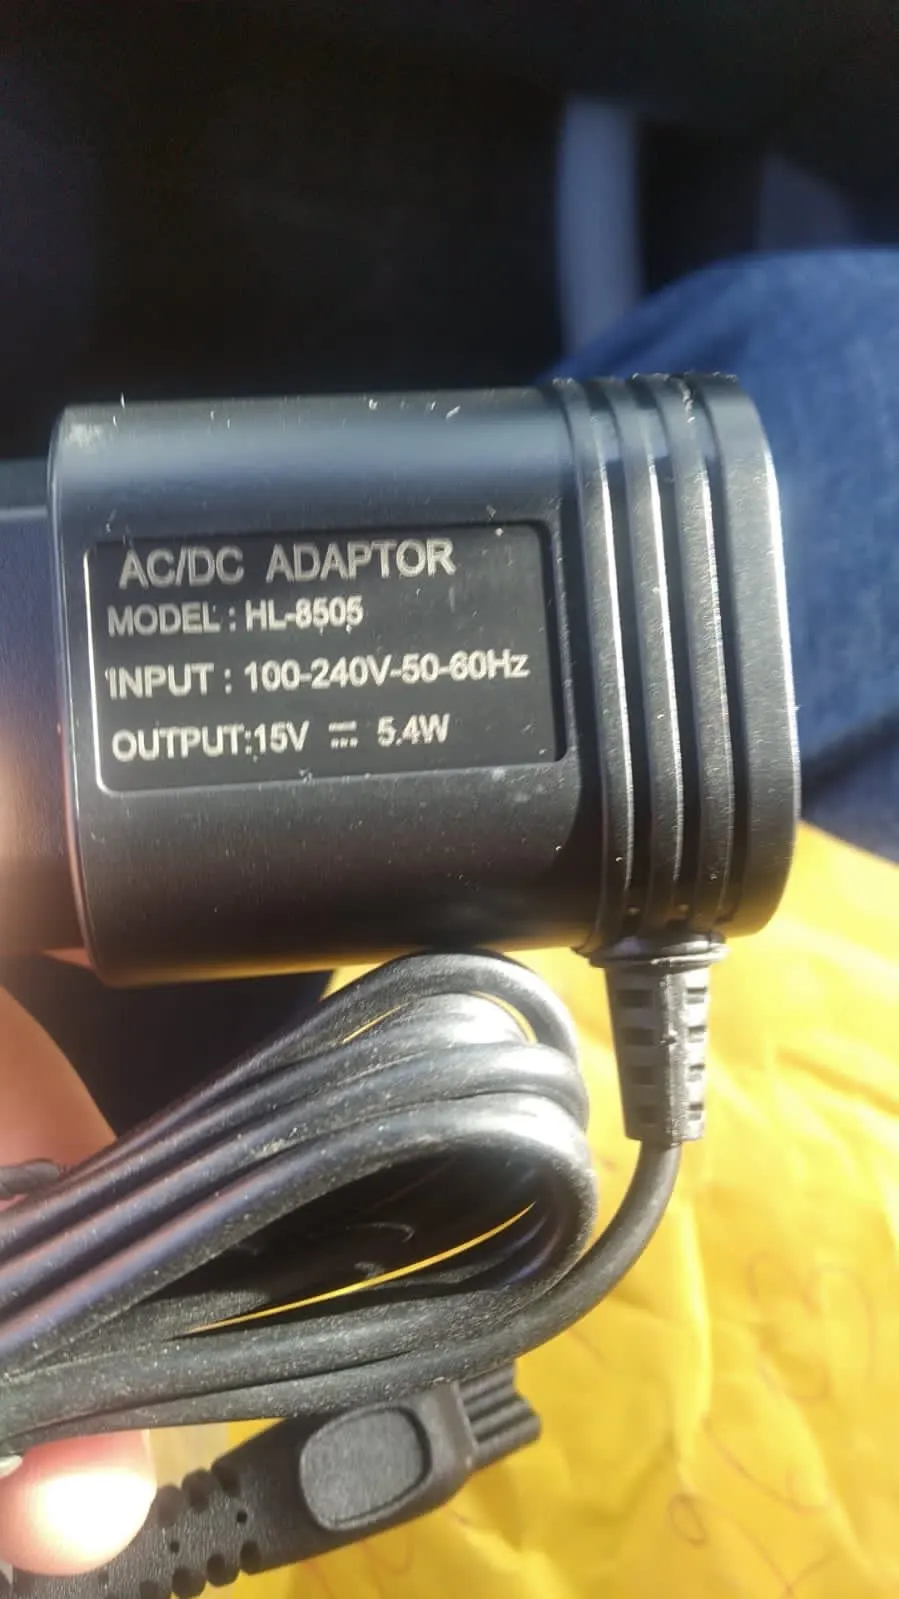 AC/DC ADAPTOR
MODEL : HL-8505
INPUT : 100-240V-50-60Hz
OUTPUT:15V ⎓ 5.4W